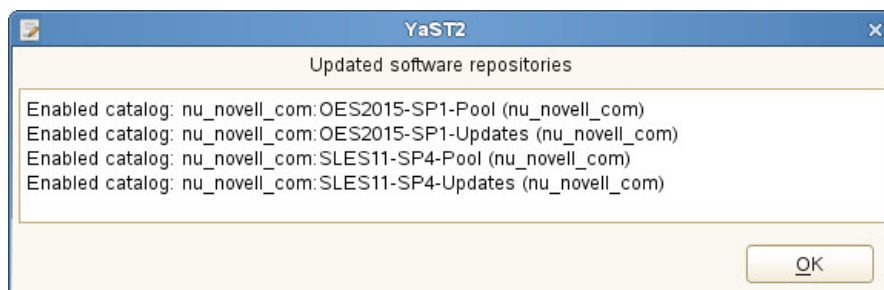 YaST2
Updated software repositories
Enabled catalog: nu_novell_com:OES2015-SP1-Pool (nu_novell_com)
Enabled catalog: nu_novell_com:OES2015-SP1-Updates (nu_novell_com)
Enabled catalog: nu_novell_com:SLES11-SP4-Pool (nu_novell_com)
Enabled catalog: nu_novell_com:SLES11-SP4-Updates (nu_novell_com)
OK